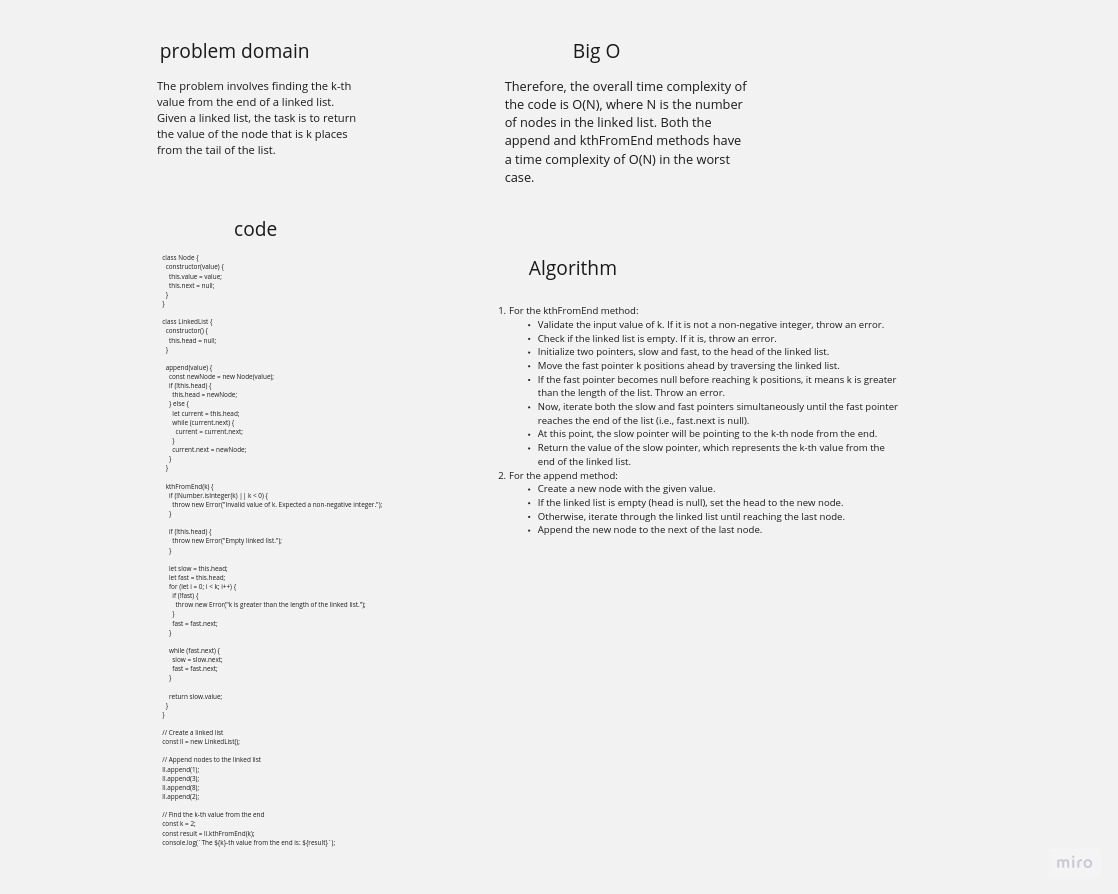 problem domain
The problem involves finding the k-th
value from the end of a linked list.
Given a linked list, the task is to return
the value of the node that is k places
from the tail of the list.
Big O
Therefore, the overall time complexity of
the code is O(N), where N is the number
of nodes in the linked list. Both the
append and kthFromEnd methods have
a time complexity of O(N) in the worst
case.
code
class Node {
constructor(value) {
this.value = value;
this.next = null;
}
}
class LinkedList {
constructor() {
this.head = null;
}
append(value) {
const newNode = new Node(value);
if (!this.head) {
this.head = newNode;
} else {
let current = this.head;
while (current.next) {
current = current.next;
}
current.next = newNode;
}
}
kthFromEnd(k) {
if (!Number.isInteger(k) || k < 0) {
throw new Error("Invalid value of k. Expected a non-negative integer.");
}
if (!this.head) {
throw new Error("Empty linked list.");
}
let slow = this.head;
let fast = this.head;
for (let i = 0; i < k; i++) {
if (!fast) {
throw new Error("k is greater than the length of the linked list.");
}
fast = fast.next;
}
while (fast.next) {
slow = slow.next;
fast = fast.next;
}
return slow.value;
}
}
// Create a linked list
const ll = new LinkedList();
// Append nodes to the linked list
ll.append(1);
ll.append(3);
ll.append(8);
ll.append(2);
// Find the k-th value from the end
const k = 2;
const result = ll.kthFromEnd(k);
console.log(`The ${k}-th value from the end is: ${result}`);
Algorithm
1. For the kthFromEnd method:
• Validate the input value of k. If it is not a non-negative integer, throw an error.
• Check if the linked list is empty. If it is, throw an error.
• Initialize two pointers, slow and fast, to the head of the linked list.
• Move the fast pointer k positions ahead by traversing the linked list.
• If the fast pointer becomes null before reaching k positions, it means k is greater
than the length of the list. Throw an error.
• Now, iterate both the slow and fast pointers simultaneously until the fast pointer
reaches the end of the list (i.e., fast.next is null).
• At this point, the slow pointer will be pointing to the k-th node from the end.
• Return the value of the slow pointer, which represents the k-th value from the
end of the linked list.
2. For the append method:
• Create a new node with the given value.
• If the linked list is empty (head is null), set the head to the new node.
• Otherwise, iterate through the linked list until reaching the last node.
• Append the new node to the next of the last node.
miro